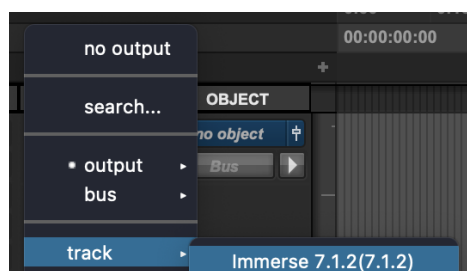 00:00:00:00
no output
search...
OBJECT
no object
output
Bus
bus
track
Immerse 7.1.2(7.1.2)